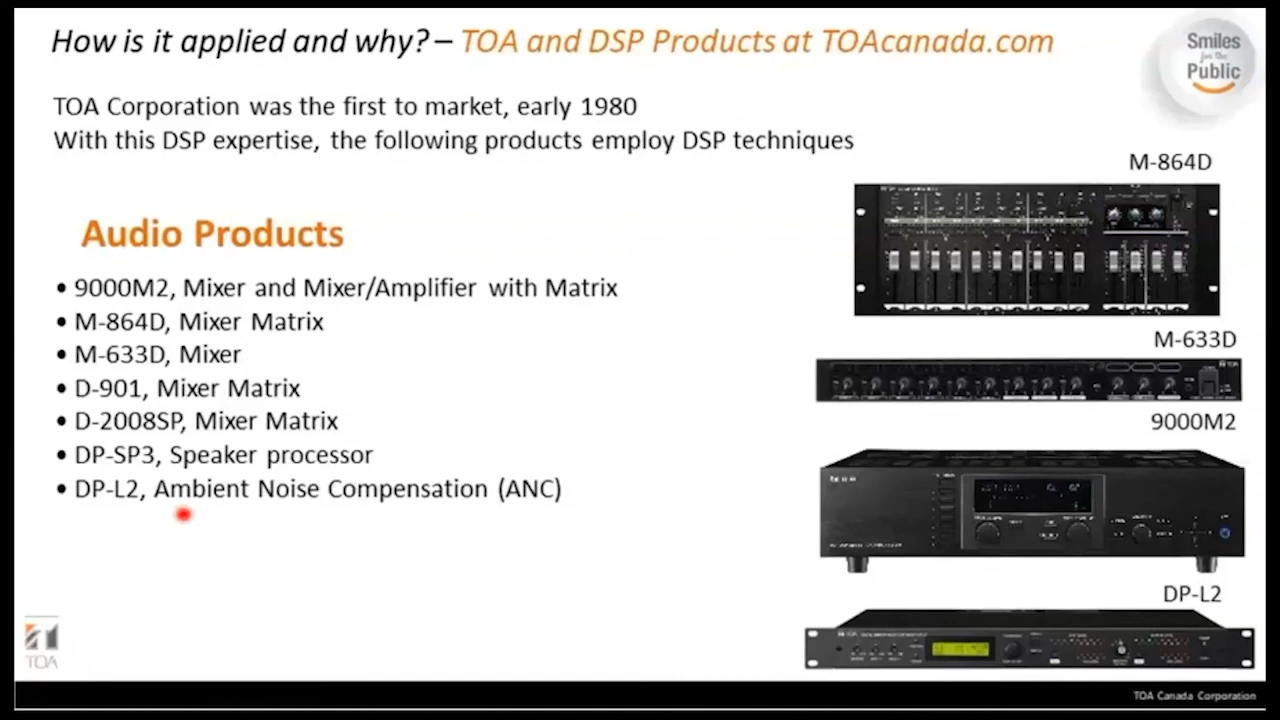 How is it applied and why? – TOA and DSP Products at TOAcanada.com
Smiles
for the
Public
TOA Corporation was the first to market, early 1980
With this DSP expertise, the following products employ DSP techniques
M-864D
Audio Products
• 9000M2, Mixer and Mixer/Amplifier with Matrix
• M-864D, Mixer Matrix
• M-633D, Mixer
• D-901, Mixer Matrix
• D-2008SP, Mixer Matrix
• DP-SP3, Speaker processor
• DP-L2, Ambient Noise Compensation (ANC)
M-633D
9000M2
DP-L2
TOA
TOA Canada Corporation